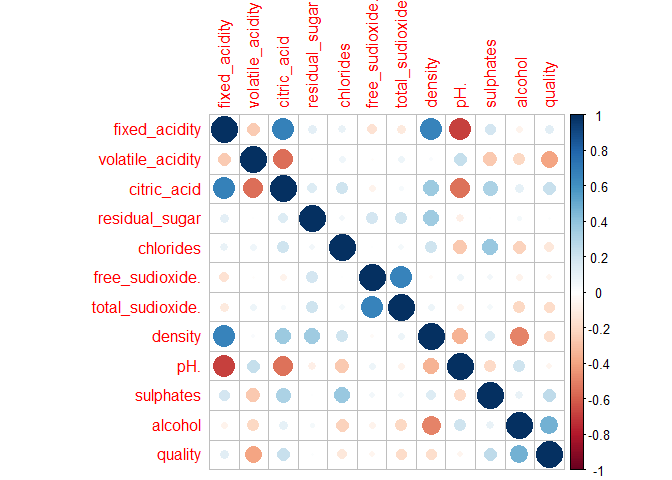 fixed_acidity
volatile_acidity
citric_acid
residual_sugar
chlorides
free_sudioxide.
total_sudioxide.
density
pH.
sulphates
alcohol
quality
fixed_acidity
volatile_acidity
citric_acid
residual_sugar
chlorides
free_sudioxide.
total_sudioxide.
density
pH.
sulphates
alcohol
quality
1
0.8
0.6
0.4
0.2
0
-0.2
-0.4
-0.6
-0.8
-1